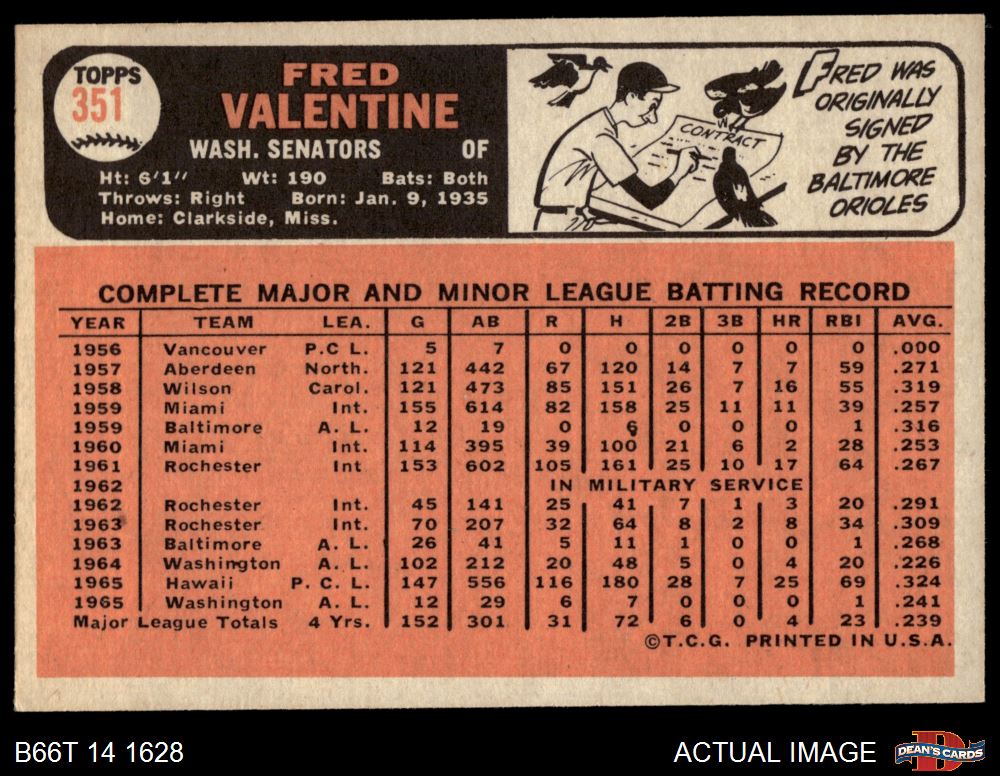 TOPPS
351
FRED
VALENTINE
WASH. SENATORS OF
Ht: 6'1" Wt: 190 Bats: Both
Throws: Right Born: Jan. 9, 1935
Home: Clarkside, Miss.
CONTRACT
FRED WAS
ORIGINALLY
SIGNED
BY THE
BALTIMORE
ORIOLES
COMPLETE MAJOR AND MINOR LEAGUE BATTING RECORD
YEAR TEAM LEA. G AB R H 2B 3B HR RBI AVG.
1956 Vancouver P.C L. 5 7 0 0 0 0 0 0 .000
1957 Aberdeen North. 121 442 67 120 14 7 7 59 .271
1958 Wilson Carol. 121 473 85 151 26 7 16 55 .319
1959 Miami Int. 155 614 82 158 25 11 11 39 .257
1959 Baltimore A. L. 12 19 0 6 0 0 0 1 .316
1960 Miami Int. 114 395 39 100 21 6 2 28 .253
1961 Rochester Int 153 602 105 161 25 10 17 64 .267
1962 IN MILITARY SERVICE
1962 Rochester Int. 45 141 25 41 7 1 3 20 .291
1963 Rochester Int. 70 207 32 64 8 2 8 34 .309
1963 Baltimore A. L. 26 41 5 11 1 0 0 1 .268
1964 Washington A. L. 102 212 20 48 5 0 4 20 .226
1965 Hawaii P. C. L. 147 556 116 180 28 7 25 69 .324
1965 Washington A. L. 12 29 6 7 0 0 0 1 .241
Major League Totals 4 Yrs. 152 301 31 72 6 0 4 23 .239
©T.C.G. PRINTED IN U.S.A.
B66T 14 1628
ACTUAL IMAGE
DEAN'S CARDS